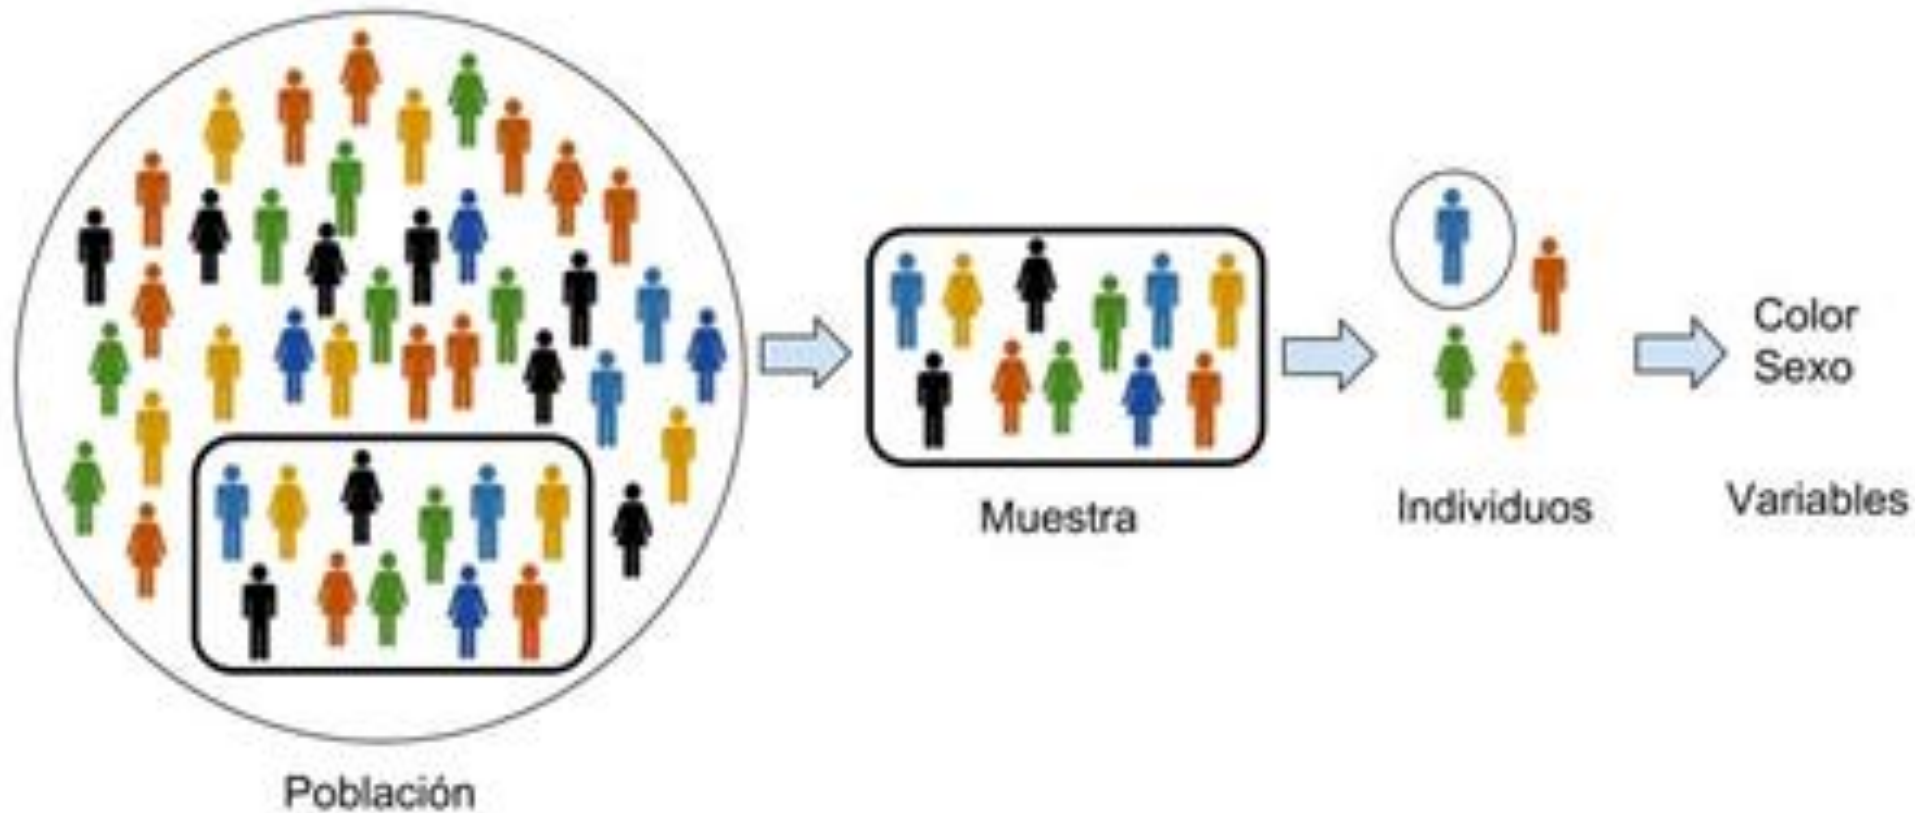 Color
Sexo
Muestra
Individuos
Variables
Población